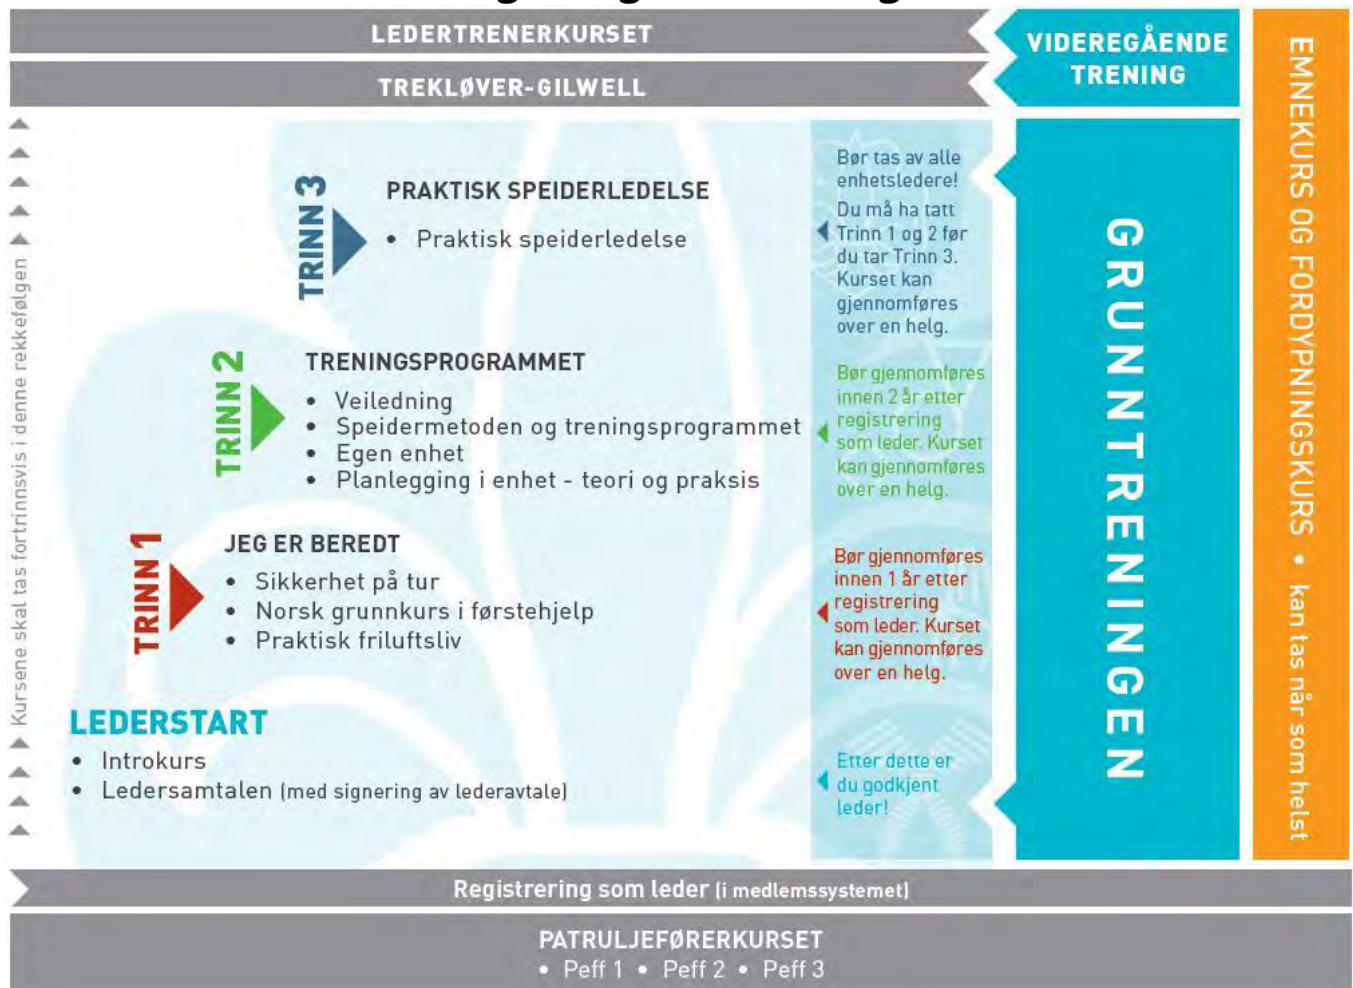 LEDERTRENERKURSET
TREKLØVER-GILWELL
VIDEREGÅENDE
TRENING
EMNEKURS OG FORDYPNINGSKURS • kan tas når som helst
GRUNNTRENINGEN
Kursene skal tas fortrinnsvis i denne rekkefølgen
TRINN 3
PRAKTISK SPEIDERLEDELSE
• Praktisk speiderledelse
Bør tas av alle
enhetsledere!
Du må ha tatt
Trinn 1 og 2 før
du tar Trinn 3.
Kurset kan
gjennomføres
over en helg.
TRINN 2
TRENINGSPROGRAMMET
• Veiledning
• Speidermetoden og treningsprogrammet
• Egen enhet
• Planlegging i enhet - teori og praksis
Bør gjennomføres
innen 2 år etter
registrering
som leder. Kurset
kan gjennomføres
over en helg.
TRINN 1
JEG ER BEREDT
• Sikkerhet på tur
• Norsk grunnkurs i førstehjelp
• Praktisk friluftsliv
Bør gjennomføres
innen 1 år etter
registrering
som leder. Kurset
kan gjennomføres
over en helg.
LEDERSTART
• Introkurs
• Ledersamtalen (med signering av lederavtale)
Etter dette er
du godkjent
leder!
Registrering som leder (i medlemssystemet)
PATRULJEFØRERKURSET
• Peff 1 • Peff 2 • Peff 3